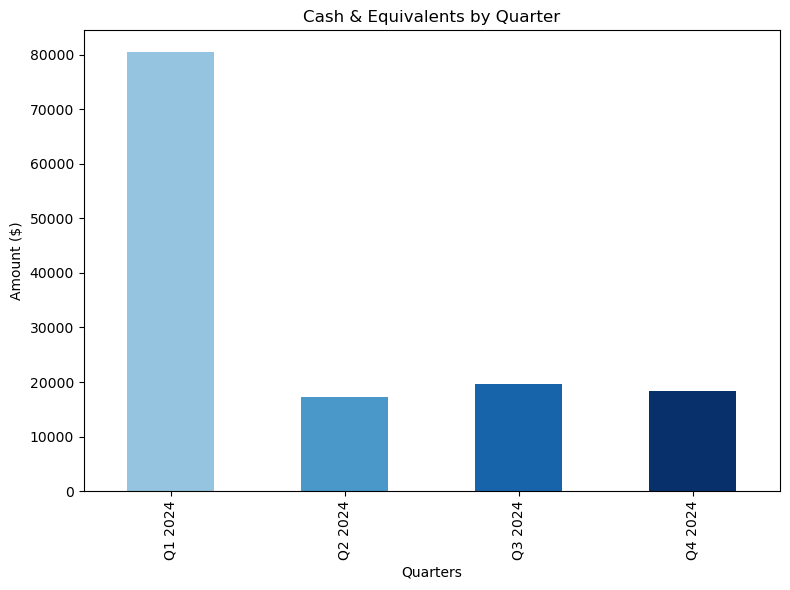 Cash & Equivalents by Quarter
Amount ($)
80000
70000
60000
50000
40000
30000
20000
10000
0
Q1 2024
Q2 2024
Q3 2024
Q4 2024
Quarters